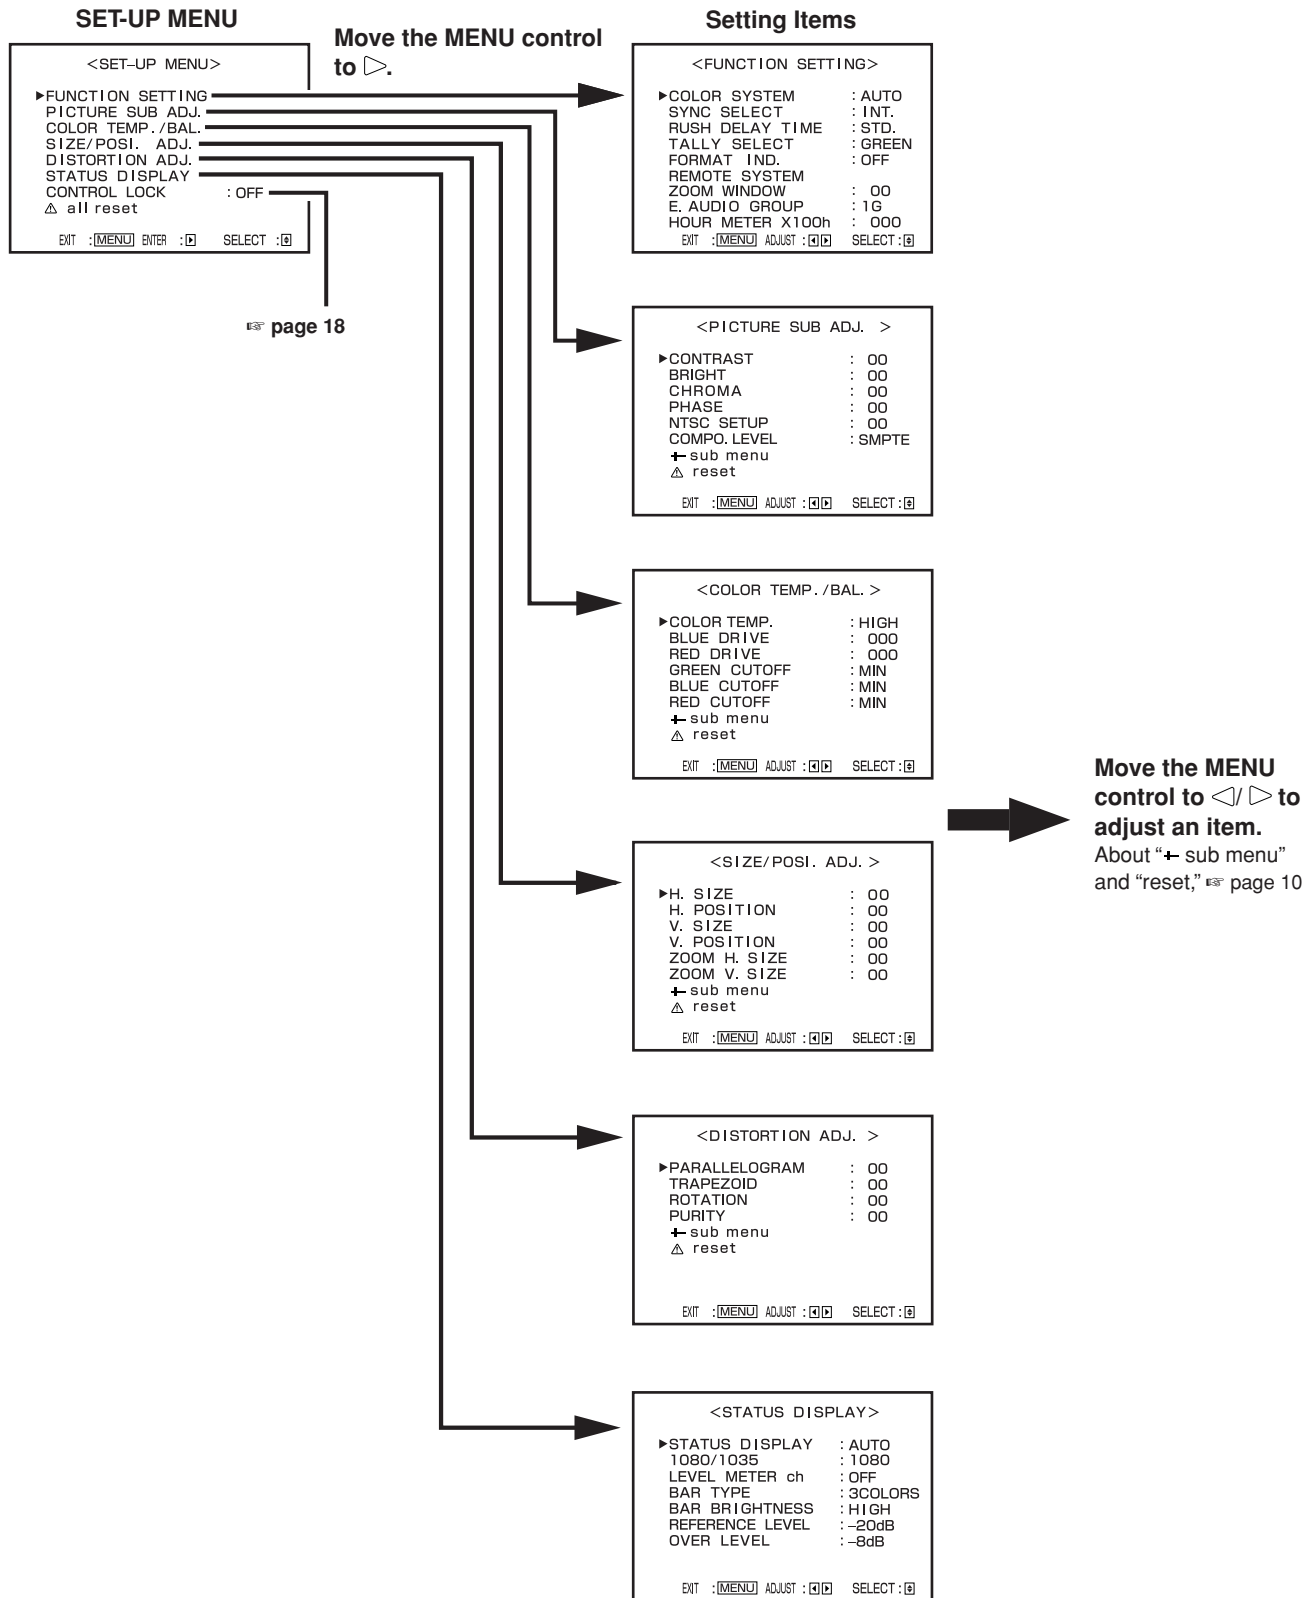 SET-UP MENU
<SET–UP MENU>
▶FUNCTION SETTING
PICTURE SUB ADJ.
COLOR TEMP./BAL.
SIZE/POSI. ADJ.
DISTORTION ADJ.
STATUS DISPLAY
CONTROL LOCK : OFF
⚠ all reset
EXIT : MENU ENTER : ▶ SELECT : ♦
☞ page 18
Move the MENU control
to ▷.
Setting Items
<FUNCTION SETTING>
▶COLOR SYSTEM : AUTO
SYNC SELECT : INT.
RUSH DELAY TIME : STD.
TALLY SELECT : GREEN
FORMAT IND. : OFF
REMOTE SYSTEM
ZOOM WINDOW : 00
E. AUDIO GROUP : 1G
HOUR METER X100h : 000
EXIT : MENU ADJUST : ◀ ▶ SELECT : ♦
<PICTURE SUB ADJ. >
▶CONTRAST : 00
BRIGHT : 00
CHROMA : 00
PHASE : 00
NTSC SETUP : 00
COMPO. LEVEL : SMPTE
sub menu
⚠ reset
EXIT : MENU ADJUST : ◀ ▶ SELECT : ♦
<COLOR TEMP. /BAL. >
▶COLOR TEMP. : HIGH
BLUE DRIVE : 000
RED DRIVE : 000
GREEN CUTOFF : MIN
BLUE CUTOFF : MIN
RED CUTOFF : MIN
sub menu
⚠ reset
EXIT : MENU ADJUST : ◀ ▶ SELECT : ♦
<SIZE/POSI. ADJ. >
▶H. SIZE : 00
H. POSITION : 00
V. SIZE : 00
V. POSITION : 00
ZOOM H. SIZE : 00
ZOOM V. SIZE : 00
sub menu
⚠ reset
EXIT : MENU ADJUST : ◀ ▶ SELECT : ♦
<DISTORTION ADJ. >
▶PARALLELOGRAM : 00
TRAPEZOID : 00
ROTATION : 00
PURITY : 00
sub menu
⚠ reset
EXIT : MENU ADJUST : ◀ ▶ SELECT : ♦
<STATUS DISPLAY>
▶STATUS DISPLAY : AUTO
1080/1035 : 1080
LEVEL METER ch : OFF
BAR TYPE : 3COLORS
BAR BRIGHTNESS : HIGH
REFERENCE LEVEL : –20dB
OVER LEVEL : –8dB
EXIT : MENU ADJUST : ◀ ▶ SELECT : ♦
Move the MENU
control to ◁/ ▷ to
adjust an item.
About “ sub menu”
and “reset,” ☞ page 10